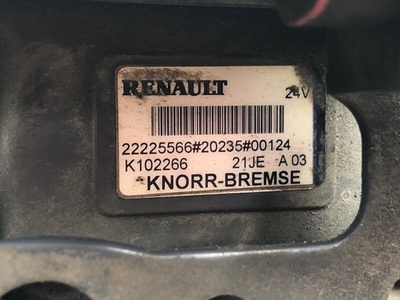 RENAULT
24V
22225566#20235#00124
K102266 21JE A 03
KNORR-BREMSE